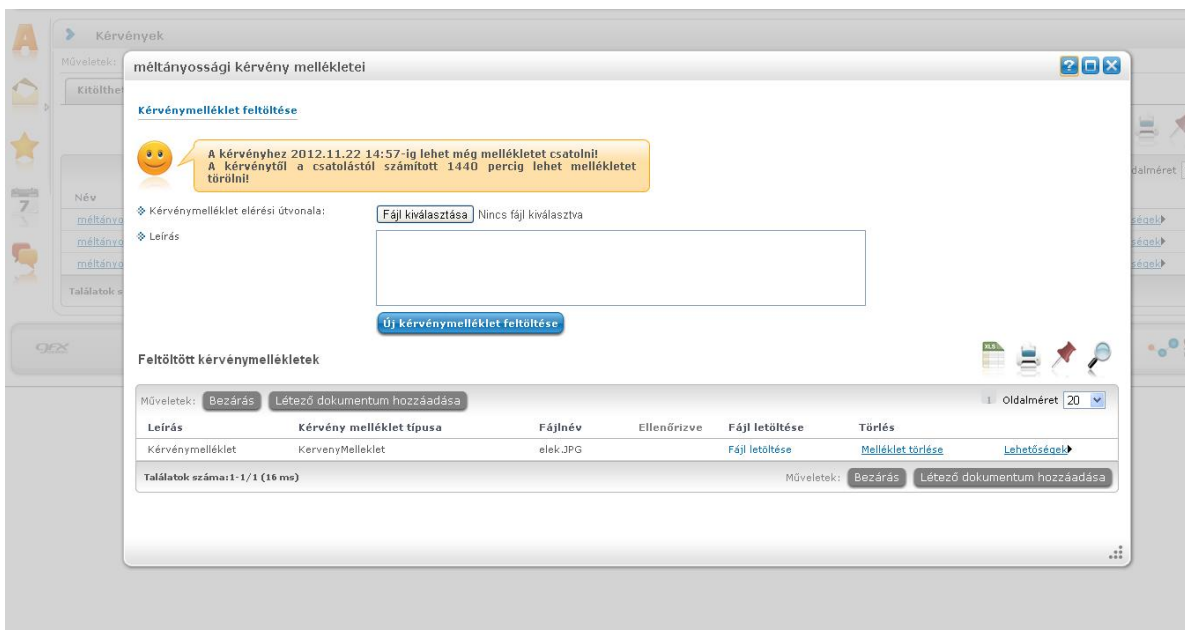 Kérvények
Műveletek:
méltányossági kérvény mellékletei
Kérvénymelléklet feltöltése
A kérvényhez 2012.11.22 14:57-ig lehet még mellékletet csatolni!
A kérvénytől a csatolástól számított 1440 percig lehet mellékletet
törölni!
7
Név
Kérvénymelléklet elérési útvonala: Fájl kiválasztása Nincs fájl kiválasztva
Leírás
Új kérvénymelléklet feltöltése
Feltöltött kérvénymellékletek
XLS
Műveletek: Bezárás Létező dokumentum hozzáadása 1 Oldalméret 20
Leírás Kérvény melléklet típusa Fájlnév Ellenőrizve Fájl letöltése Törlés
Kérvénymelléklet KervenyMelleklet elek.JPG Fájl letöltése Melléklet törlése Lehetőségek
Találatok száma:1-1/1 (16 ms) Műveletek: Bezárás Létező dokumentum hozzáadása